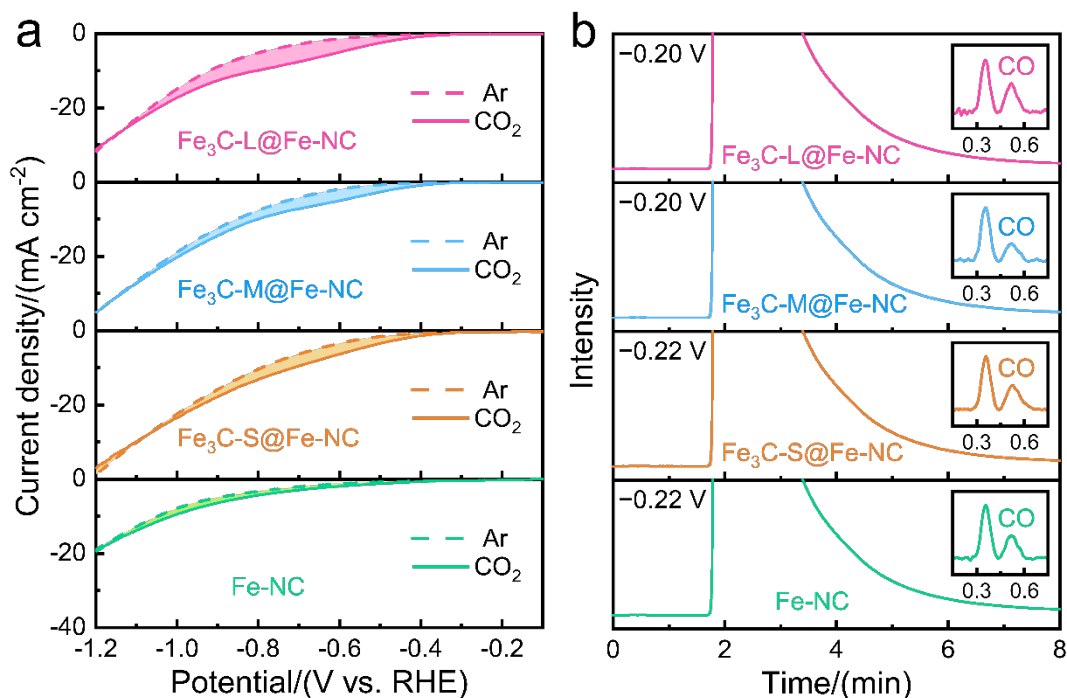 a
Current density/(mA cm⁻²)
0
-20
Ar
CO₂
Fe₃C-L@Fe-NC
0
-20
Ar
CO₂
Fe₃C-M@Fe-NC
0
-20
Ar
CO₂
Fe₃C-S@Fe-NC
0
-20
-40
Ar
CO₂
Fe-NC
-1.2 -1.0 -0.8 -0.6 -0.4 -0.2
Potential/(V vs. RHE)
b
Intensity
−0.20 V
CO
0.3 0.6
Fe₃C-L@Fe-NC
−0.20 V
CO
0.3 0.6
Fe₃C-M@Fe-NC
−0.22 V
CO
0.3 0.6
Fe₃C-S@Fe-NC
−0.22 V
CO
0.3 0.6
Fe-NC
0 2 4 6 8
Time/(min)